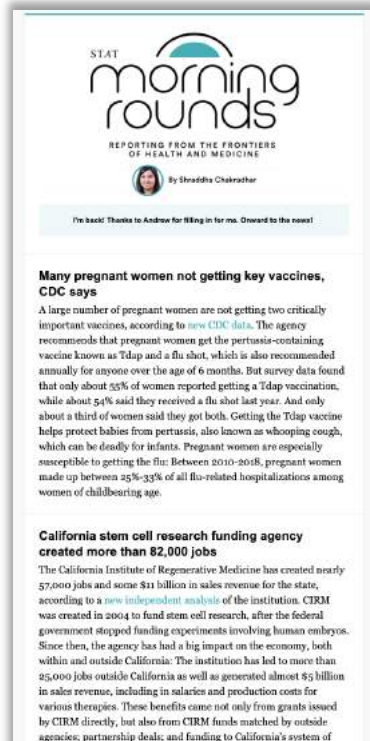 STAT
morning
rounds
REPORTING FROM THE FRONTIERS
OF HEALTH AND MEDICINE
By Shraddha Chakradhar
I'm back! Thanks to Andrew for filling in for me. Onward to the news!
Many pregnant women not getting key vaccines,
CDC says
A large number of pregnant women are not getting two critically
important vaccines, according to new CDC data. The agency
recommends that pregnant women get the pertussis-containing
vaccine known as Tdap and a flu shot, which is also recommended
annually for anyone over the age of 6 months. But survey data found
that only about 55% of women reported getting a Tdap vaccination,
while about 54% said they received a flu shot last year. And only
about a third of women said they got both. Getting the Tdap vaccine
helps protect babies from pertussis, also known as whooping cough,
which can be deadly for infants. Pregnant women are especially
susceptible to getting the flu: Between 2010-2018, pregnant women
made up between 25%-33% of all flu-related hospitalizations among
women of childbearing age.
California stem cell research funding agency
created more than 82,000 jobs
The California Institute of Regenerative Medicine has created nearly
57,000 jobs and some $11 billion in sales revenue for the state,
according to a new independent analysis of the institution. CIRM
was created in 2004 to fund stem cell research, after the federal
government stopped funding experiments involving human embryos.
Since then, the agency has had a big impact on the economy, both
within and outside California: The institution has led to more than
25,000 jobs outside California as well as generated almost $5 billion
in sales revenue, including in salaries and production costs for
various therapies. These benefits came not only from grants issued
by CIRM directly, but also from CIRM funds matched by outside
agencies; partnership deals; and funding to California's system of